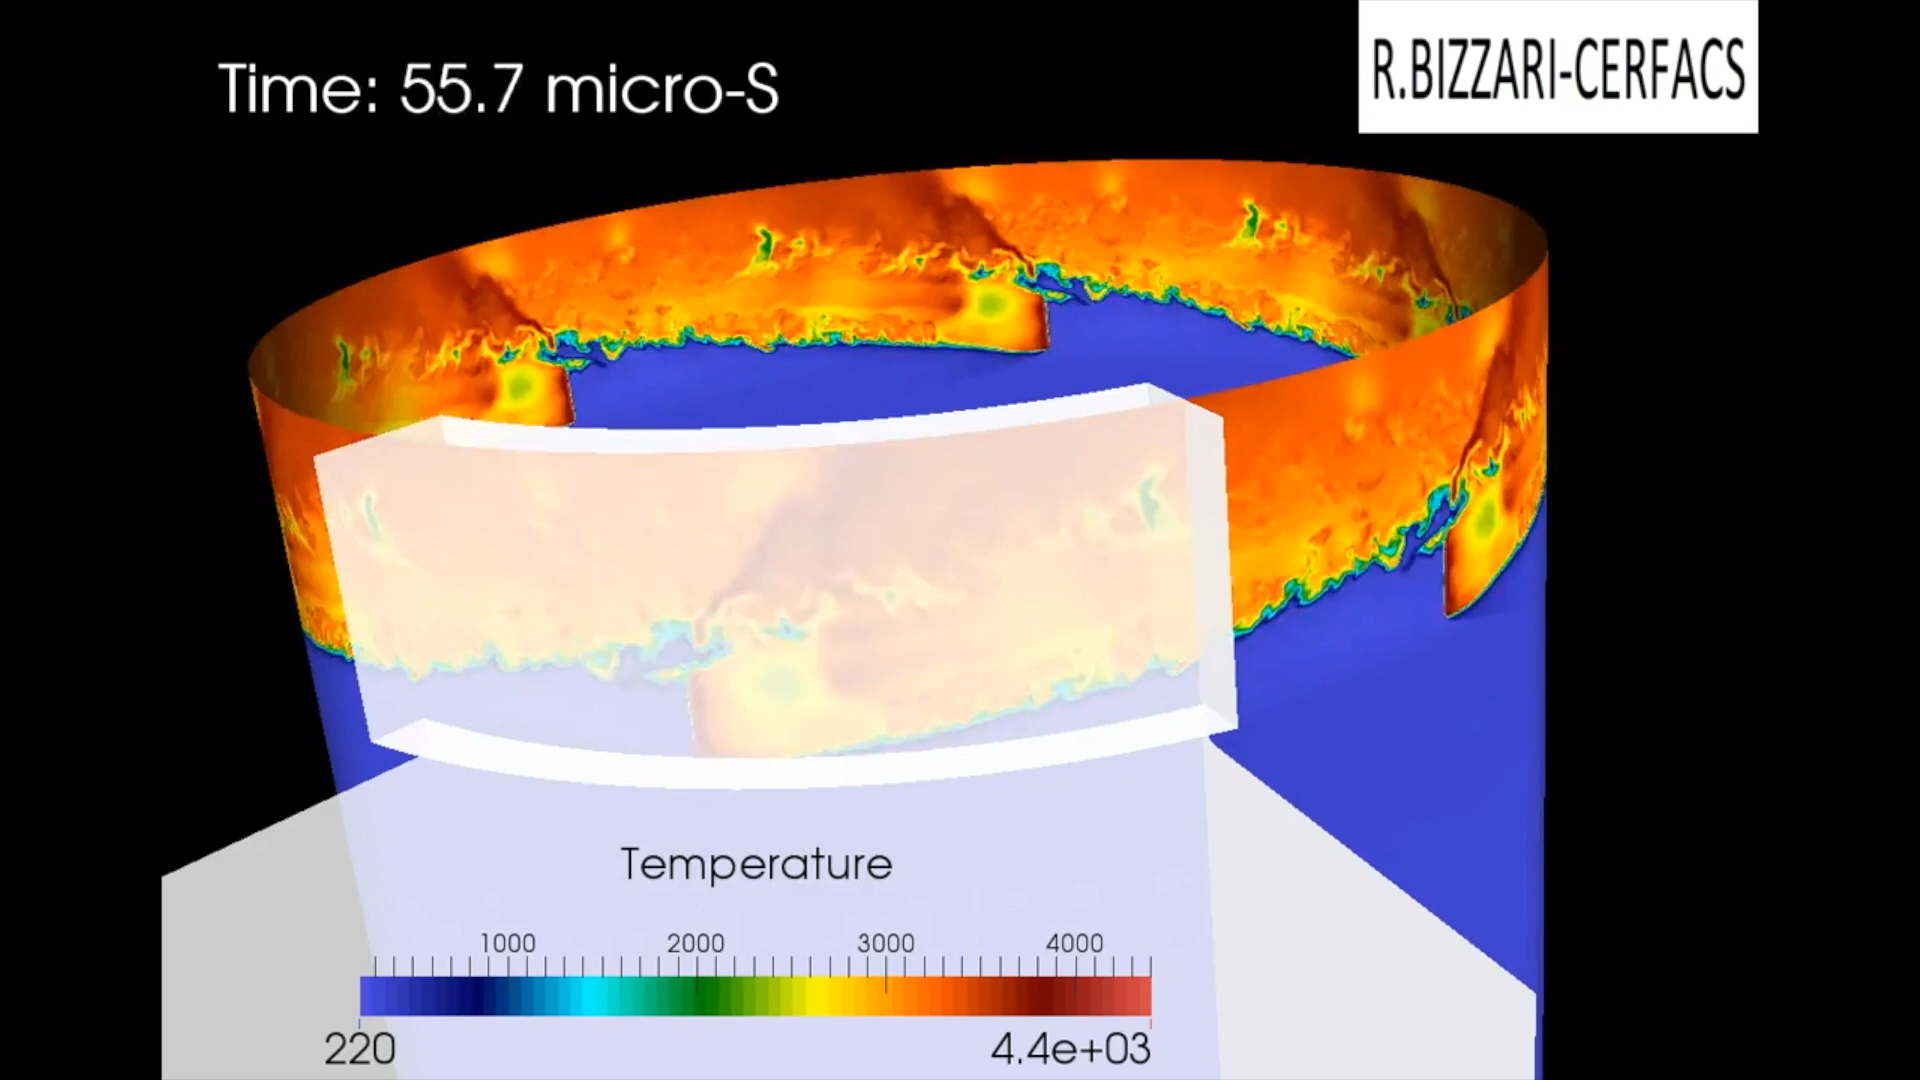 Time: 55.7 micro-S
R.BIZZARI-CERFACS
Temperature
1000 2000 3000 4000
220 4.4e+03